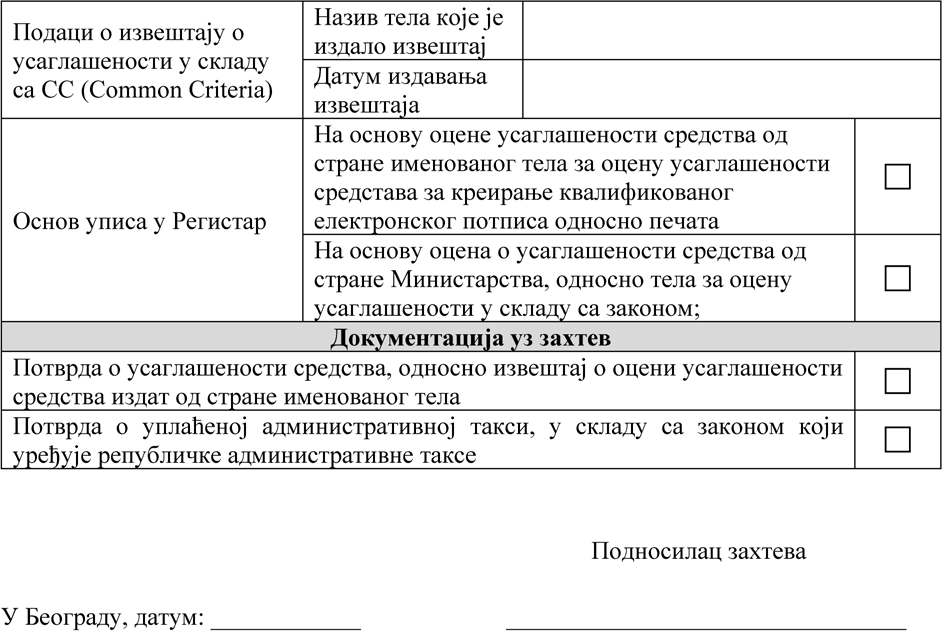 Подаци о извештају о
усаглашености у складу
са CC (Common Criteria)
Назив тела које је
издало извештај
Датум издавања
извештаја
Основ уписа у Регистар
На основу оцене усаглашености средства од
стране именованог тела за оцену усаглашености
средстава за креирање квалификованог
електронског потписа односно печата
На основу оцена о усаглашености средства од
стране Министарства, односно тела за оцену
усаглашености у складу са законом;
Документација уз захтев
Потврда о усаглашености средства, односно извештај о оцени усаглашености
средства издат од стране именованог тела
Потврда о уплаћеној административној такси, у складу са законом који
уређује републичке административне таксе
Подносилац захтева
У Београду, датум: ____________ ______________________________